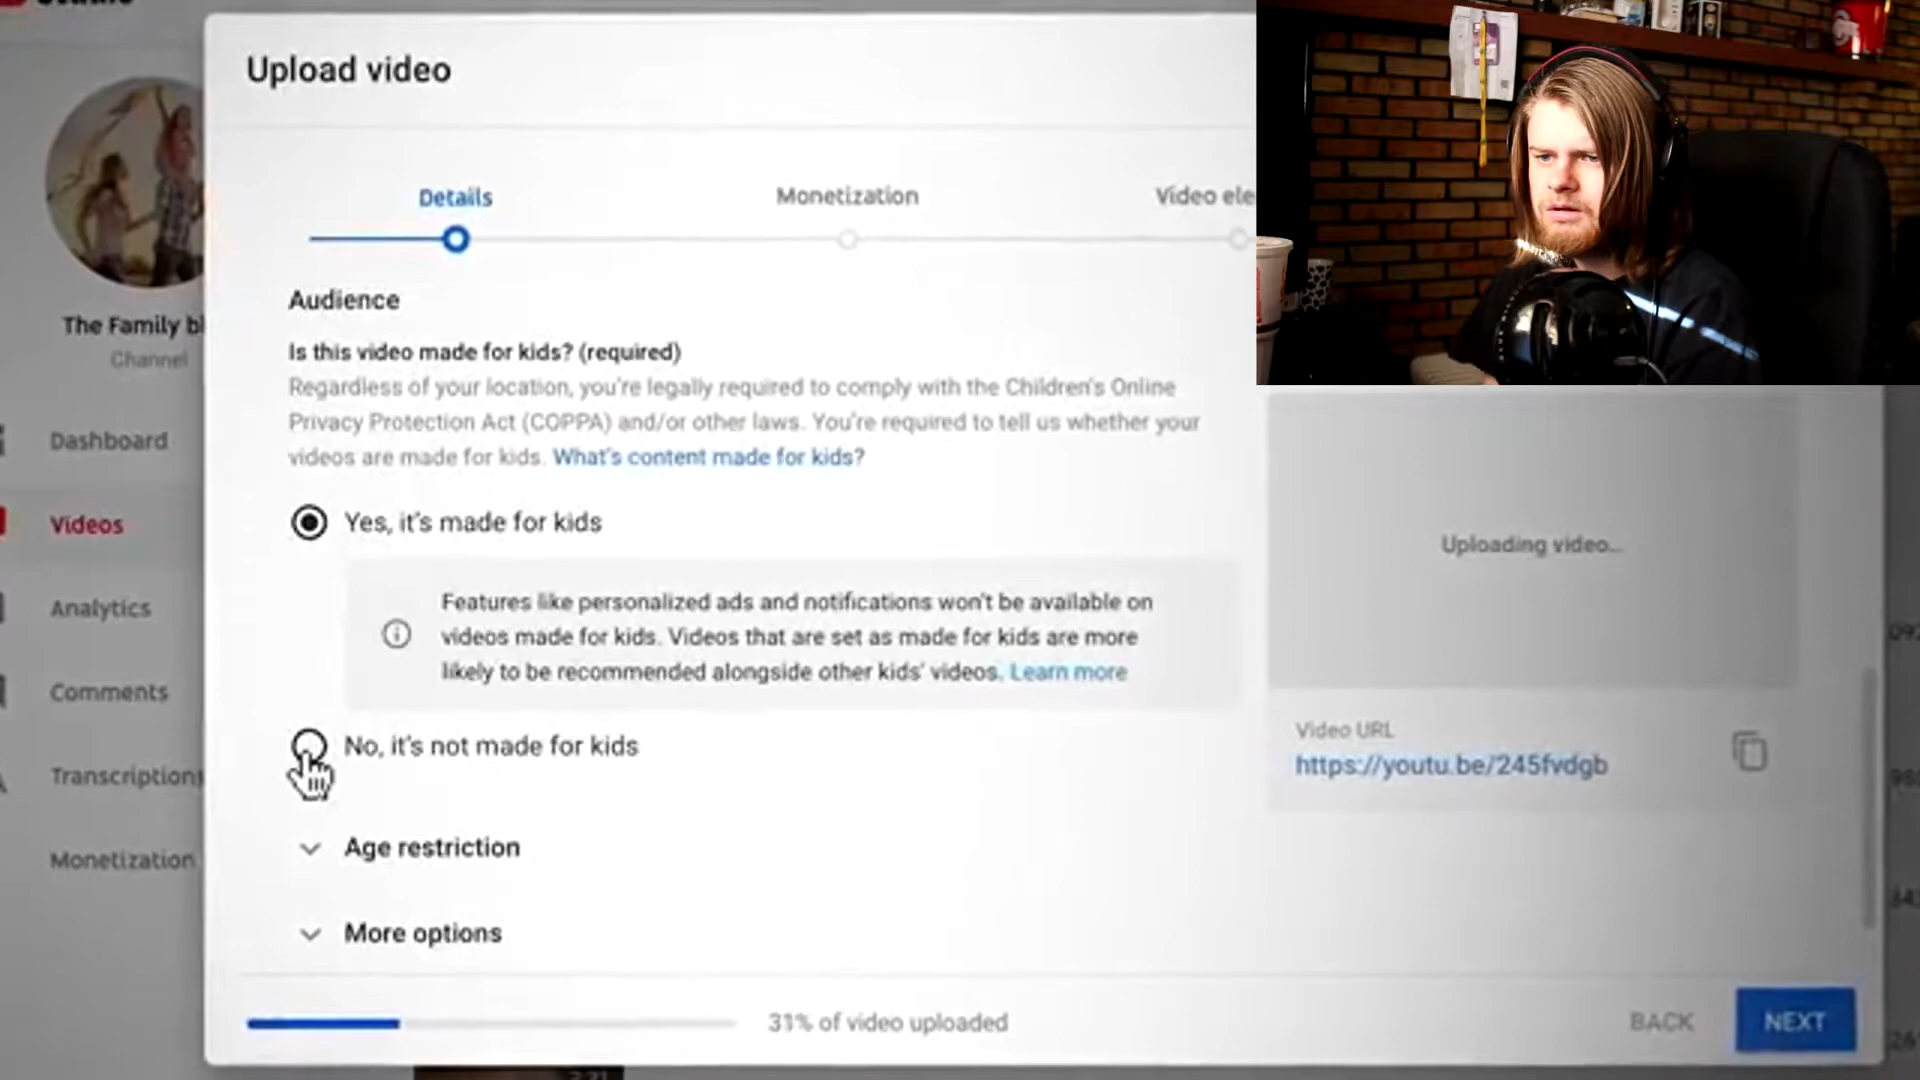 Upload video
Details
Monetization
Video ele
Audience
Is this video made for kids? (required)
Regardless of your location, you're legally required to comply with the Children's Online
Privacy Protection Act (COPPA) and/or other laws. You're required to tell us whether your
videos are made for kids. What's content made for kids?
Yes, it's made for kids
Features like personalized ads and notifications won't be available on
videos made for kids. Videos that are set as made for kids are more
likely to be recommended alongside other kids' videos. Learn more
No, it's not made for kids
Age restriction
More options
31% of video uploaded
BACK
NEXT
Uploading video...
Video URL
https://youtu.be/245fvdgb
The Family bl
Channel
Dashboard
Videos
Analytics
Comments
Transcriptions
Monetization